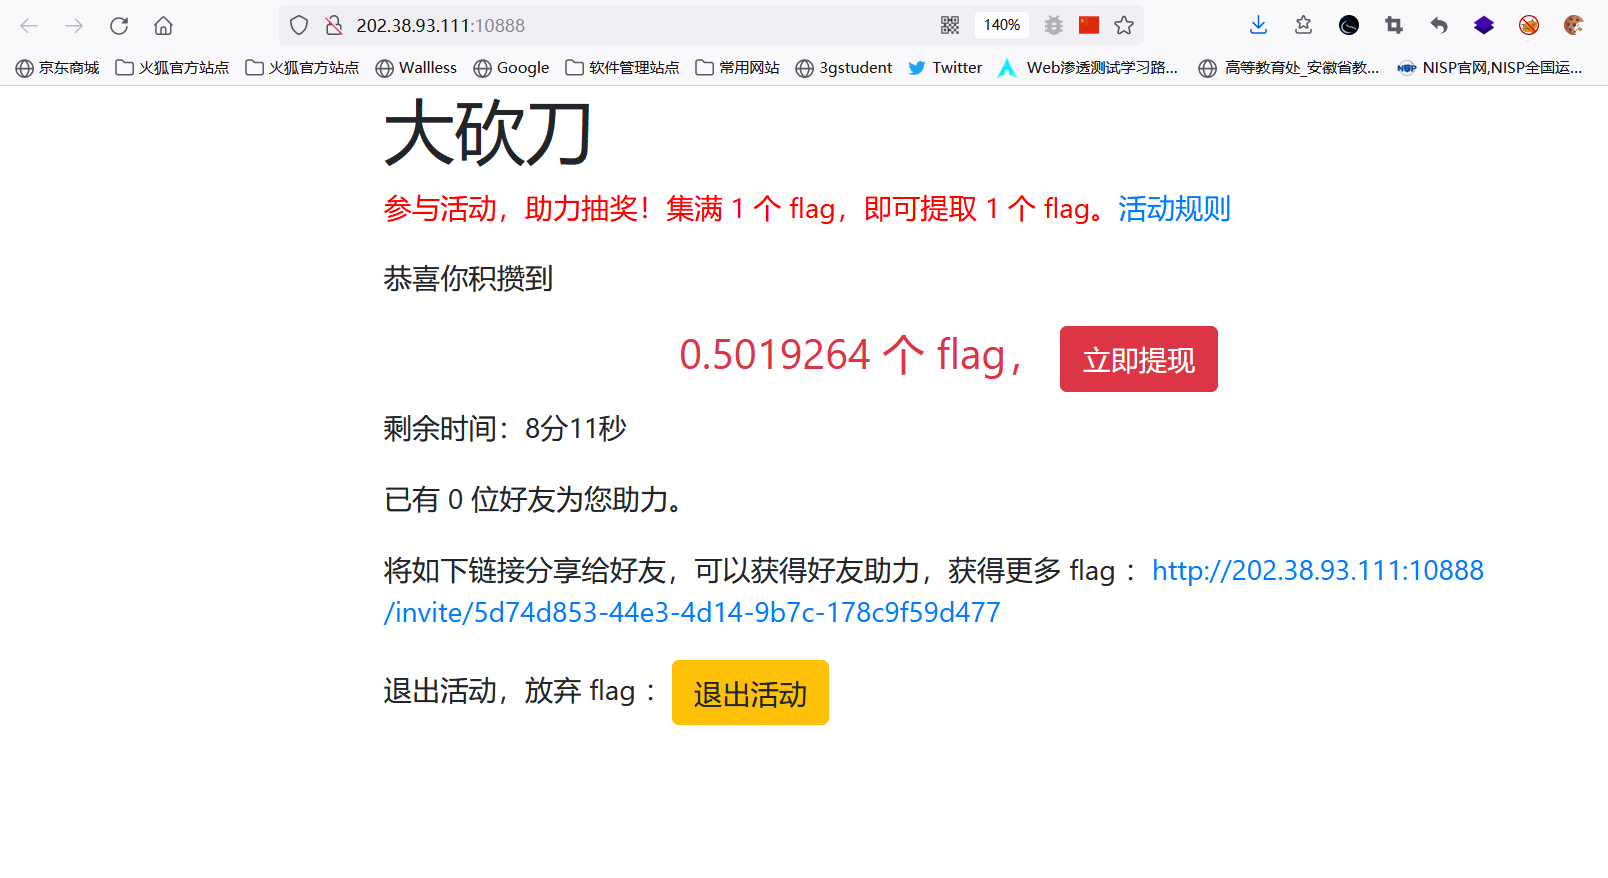 202.38.93.111:10888
140%
京东商城 火狐官方站点 火狐官方站点 Wallless Google 软件管理站点 常用网站 3gstudent Twitter Web渗透测试学习路... 高等教育处_安徽省教... NISP官网,NISP全国运...
大砍刀
参与活动，助力抽奖！集满 1 个 flag，即可提取 1 个 flag。活动规则
恭喜你积攒到
0.5019264 个 flag， 立即提现
剩余时间：8分11秒
已有 0 位好友为您助力。
将如下链接分享给好友，可以获得好友助力，获得更多 flag ：http://202.38.93.111:10888
/invite/5d74d853-44e3-4d14-9b7c-178c9f59d477
退出活动，放弃 flag ： 退出活动